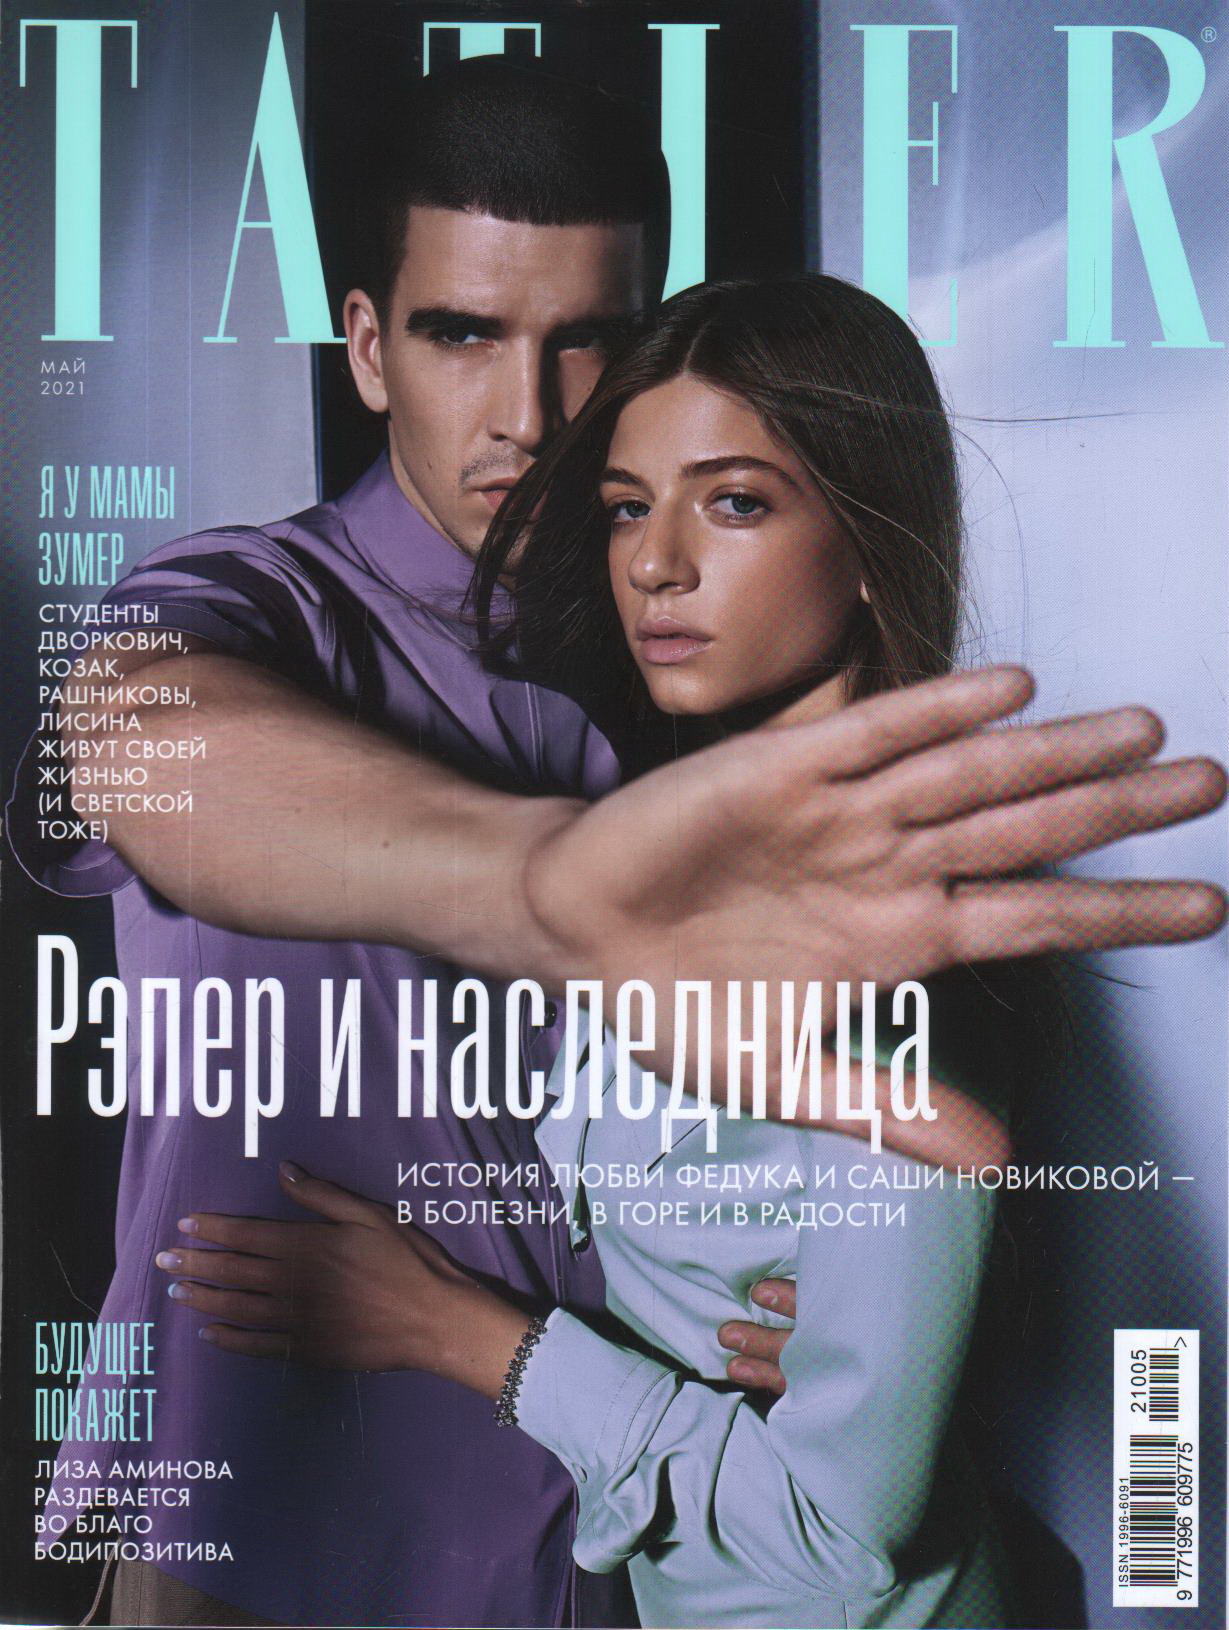 TATLER
®
МАЙ
2021
Я У МАМЫ
ЗУМЕР
СТУДЕНТЫ
ДВОРКОВИЧ,
КОЗАК,
РАШНИКОВЫ,
ЛИСИНА
ЖИВУТ СВОЕЙ
ЖИЗНЬЮ
(И СВЕТСКОЙ
ТОЖЕ)
Рэпер и наследница
ИСТОРИЯ ЛЮБВИ ФЕДУКА И САШИ НОВИКОВОЙ –
В БОЛЕЗНИ, В ГОРЕ И В РАДОСТИ
БУДУЩЕЕ
ПОКАЖЕТ
ЛИЗА АМИНОВА
РАЗДЕВАЕТСЯ
ВО БЛАГО
БОДИПОЗИТИВА
ISSN 1996-6091
21005
9 771996 609775 >